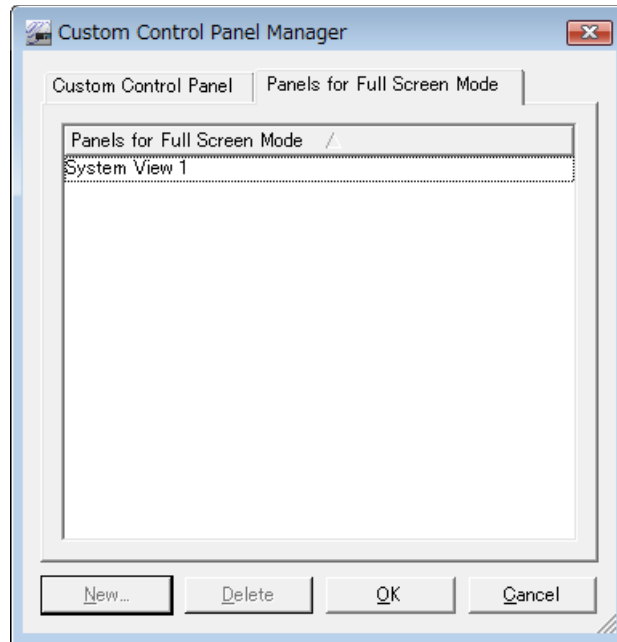 Custom Control Panel Manager
Custom Control Panel
Panels for Full Screen Mode
Panels for Full Screen Mode
System View 1
New...
Delete
OK
Cancel